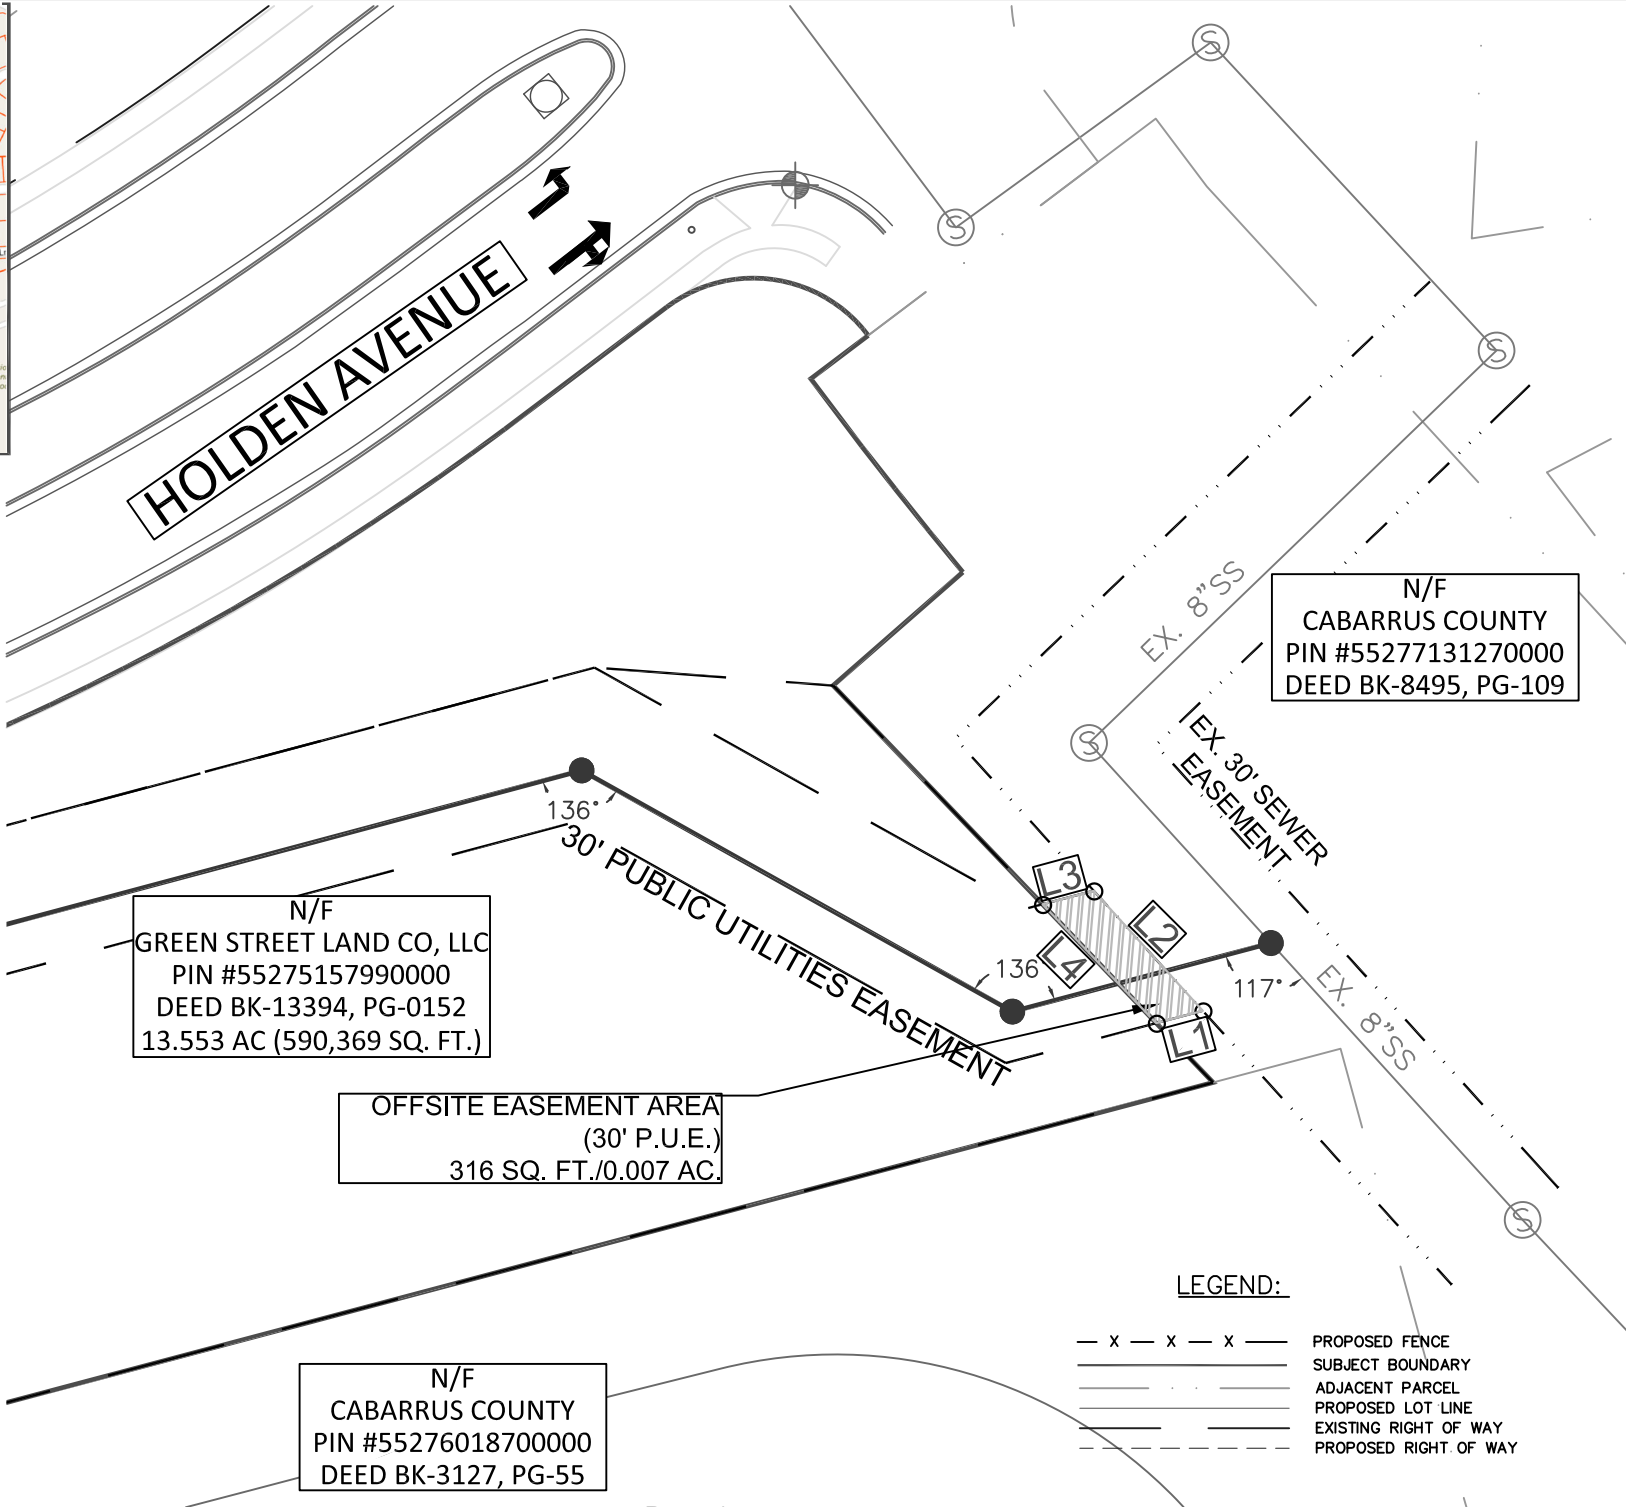 HOLDEN AVENUE
S
S
S
EX. 8"SS
N/F
CABARRUS COUNTY
PIN #55277131270000
DEED BK-8495, PG-109
S
EX. 30' SEWER
EASEMENT
136°
30' PUBLIC UTILITIES EASEMENT
L3
L2
L4
L1
136
117°
EX. 8"SS
S
N/F
GREEN STREET LAND CO, LLC
PIN #55275157990000
DEED BK-13394, PG-0152
13.553 AC (590,369 SQ. FT.)
OFFSITE EASEMENT AREA
(30' P.U.E.)
316 SQ. FT./0.007 AC.
N/F
CABARRUS COUNTY
PIN #55276018700000
DEED BK-3127, PG-55
LEGEND:
X X X PROPOSED FENCE
SUBJECT BOUNDARY
ADJACENT PARCEL
PROPOSED LOT LINE
EXISTING RIGHT OF WAY
PROPOSED RIGHT OF WAY